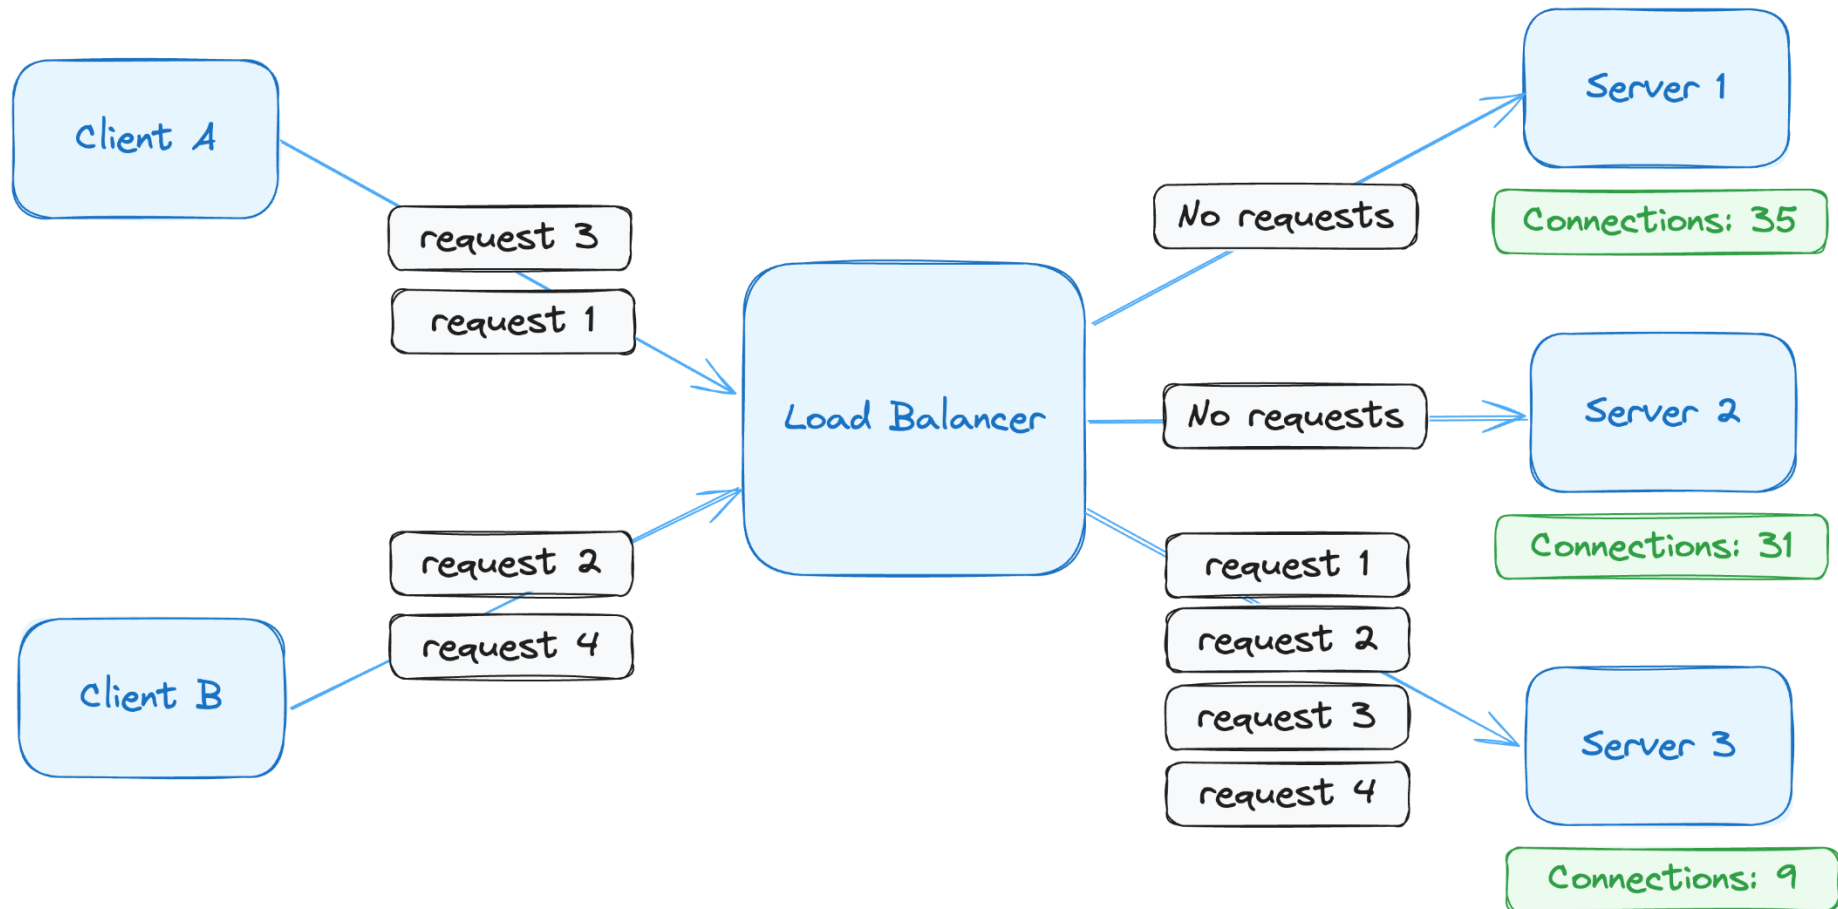 Client A
request 3
request 1
Client B
request 2
request 4
Load Balancer
No requests
No requests
request 1
request 2
request 3
request 4
Server 1
Connections: 35
Server 2
Connections: 31
Server 3
Connections: 9